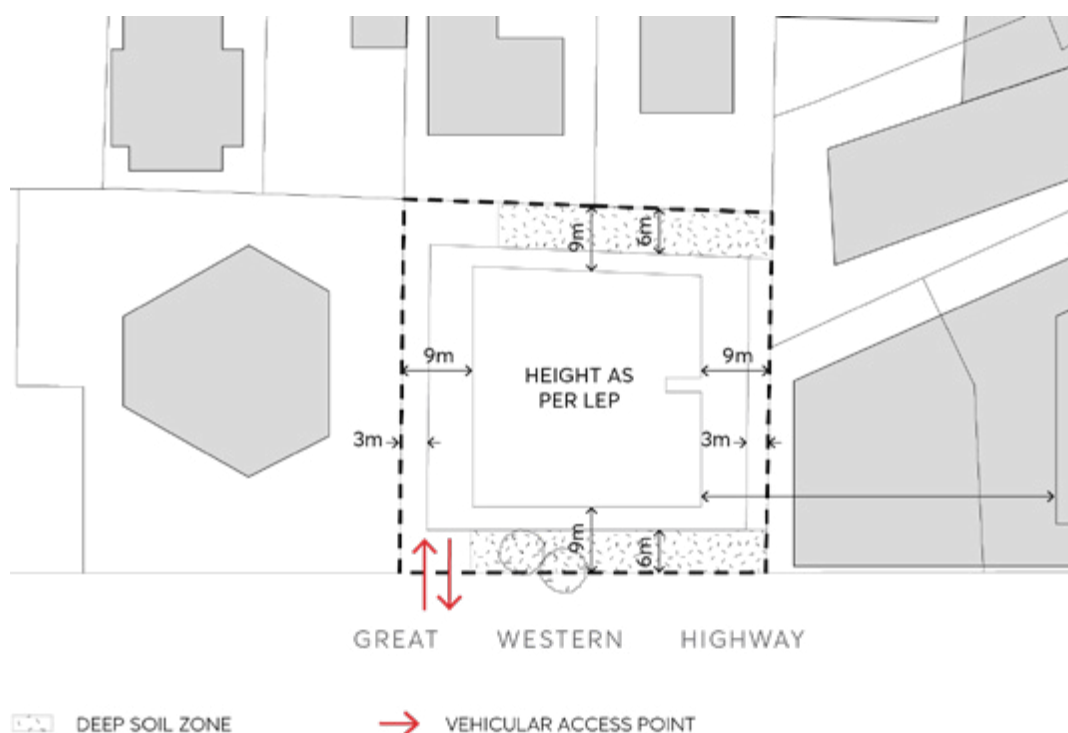 9m
6m
9m
9m
HEIGHT AS
PER LEP
3m
3m
9m
6m
GREAT WESTERN HIGHWAY
DEEP SOIL ZONE
VEHICULAR ACCESS POINT